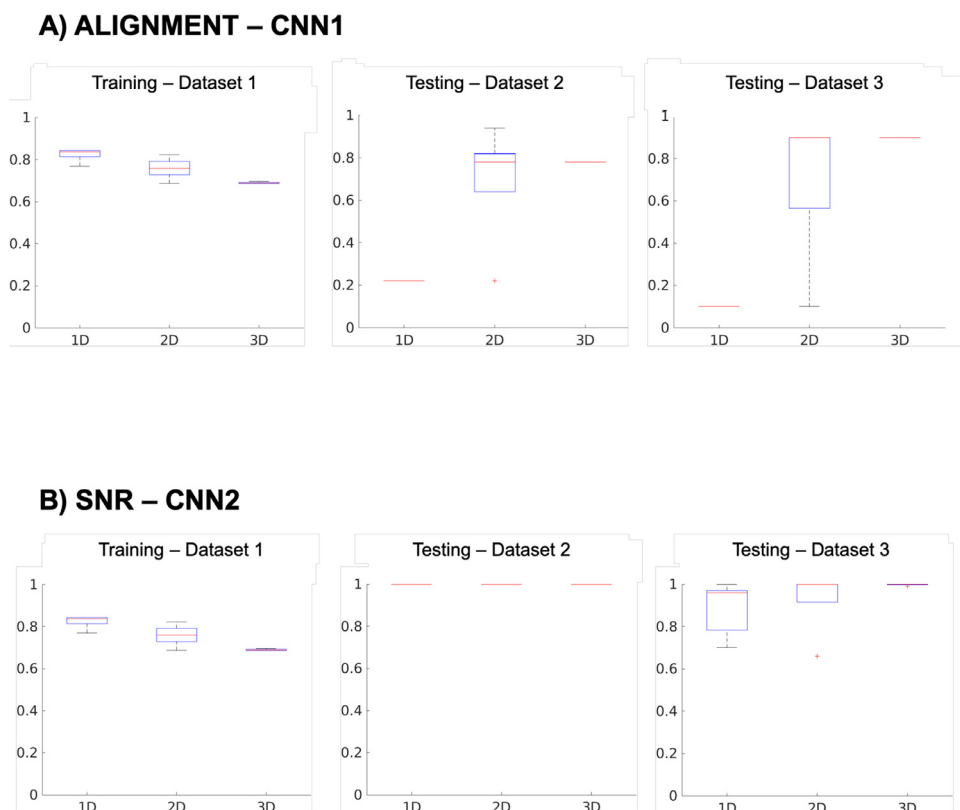 A) ALIGNMENT – CNN1
Training – Dataset 1
1
0.8
0.6
0.4
0.2
0
1D 2D 3D
Testing – Dataset 2
1
0.8
0.6
0.4
0.2
0
1D 2D 3D
Testing – Dataset 3
1
0.8
0.6
0.4
0.2
0
1D 2D 3D
B) SNR – CNN2
Training – Dataset 1
1
0.8
0.6
0.4
0.2
0
1D 2D 3D
Testing – Dataset 2
1
0.8
0.6
0.4
0.2
0
1D 2D 3D
Testing – Dataset 3
1
0.8
0.6
0.4
0.2
0
1D 2D 3D